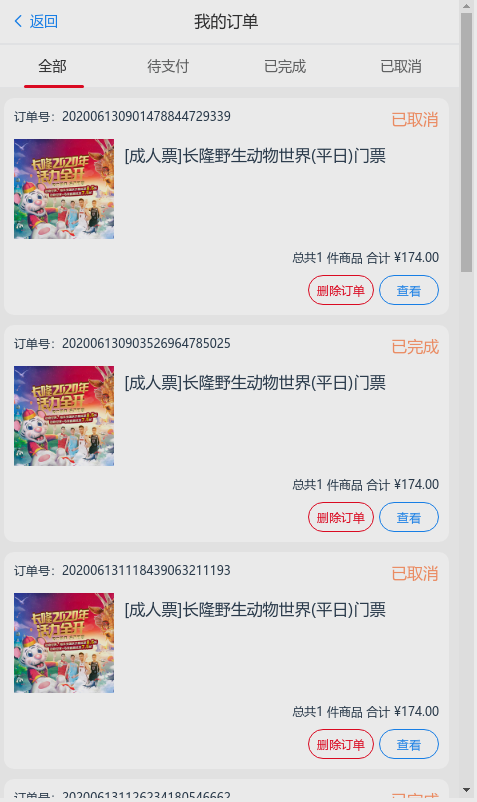 返回
我的订单
全部
待支付
已完成
已取消
订单号: 202006130901478844729339
已取消
长隆2020年
活力全开
[成人票]长隆野生动物世界(平日)门票
总共1 件商品 合计 ¥174.00
删除订单
查看
订单号: 202006130903526964785025
已完成
长隆2020年
活力全开
[成人票]长隆野生动物世界(平日)门票
总共1 件商品 合计 ¥174.00
删除订单
查看
订单号: 202006131118439063211193
已取消
长隆2020年
活力全开
[成人票]长隆野生动物世界(平日)门票
总共1 件商品 合计 ¥174.00
删除订单
查看
订单号: 202006131126234180546662
已完成